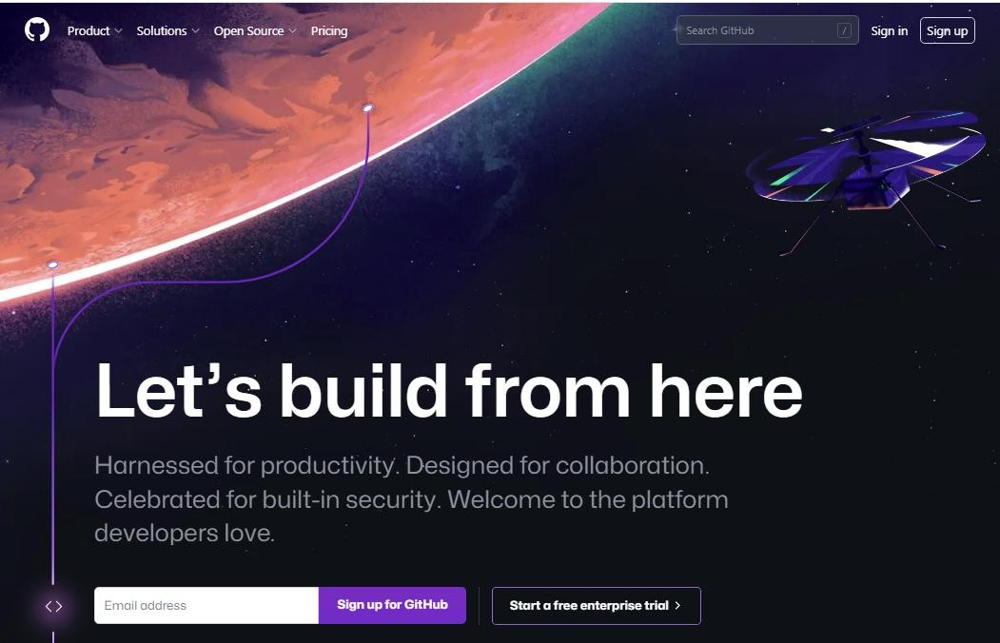 Product
Solutions
Open Source
Pricing
Search GitHub
/
Sign in
Sign up
Let’s build from here
Harnessed for productivity. Designed for collaboration.
Celebrated for built-in security. Welcome to the platform
developers love.
Email address
Sign up for GitHub
Start a free enterprise trial